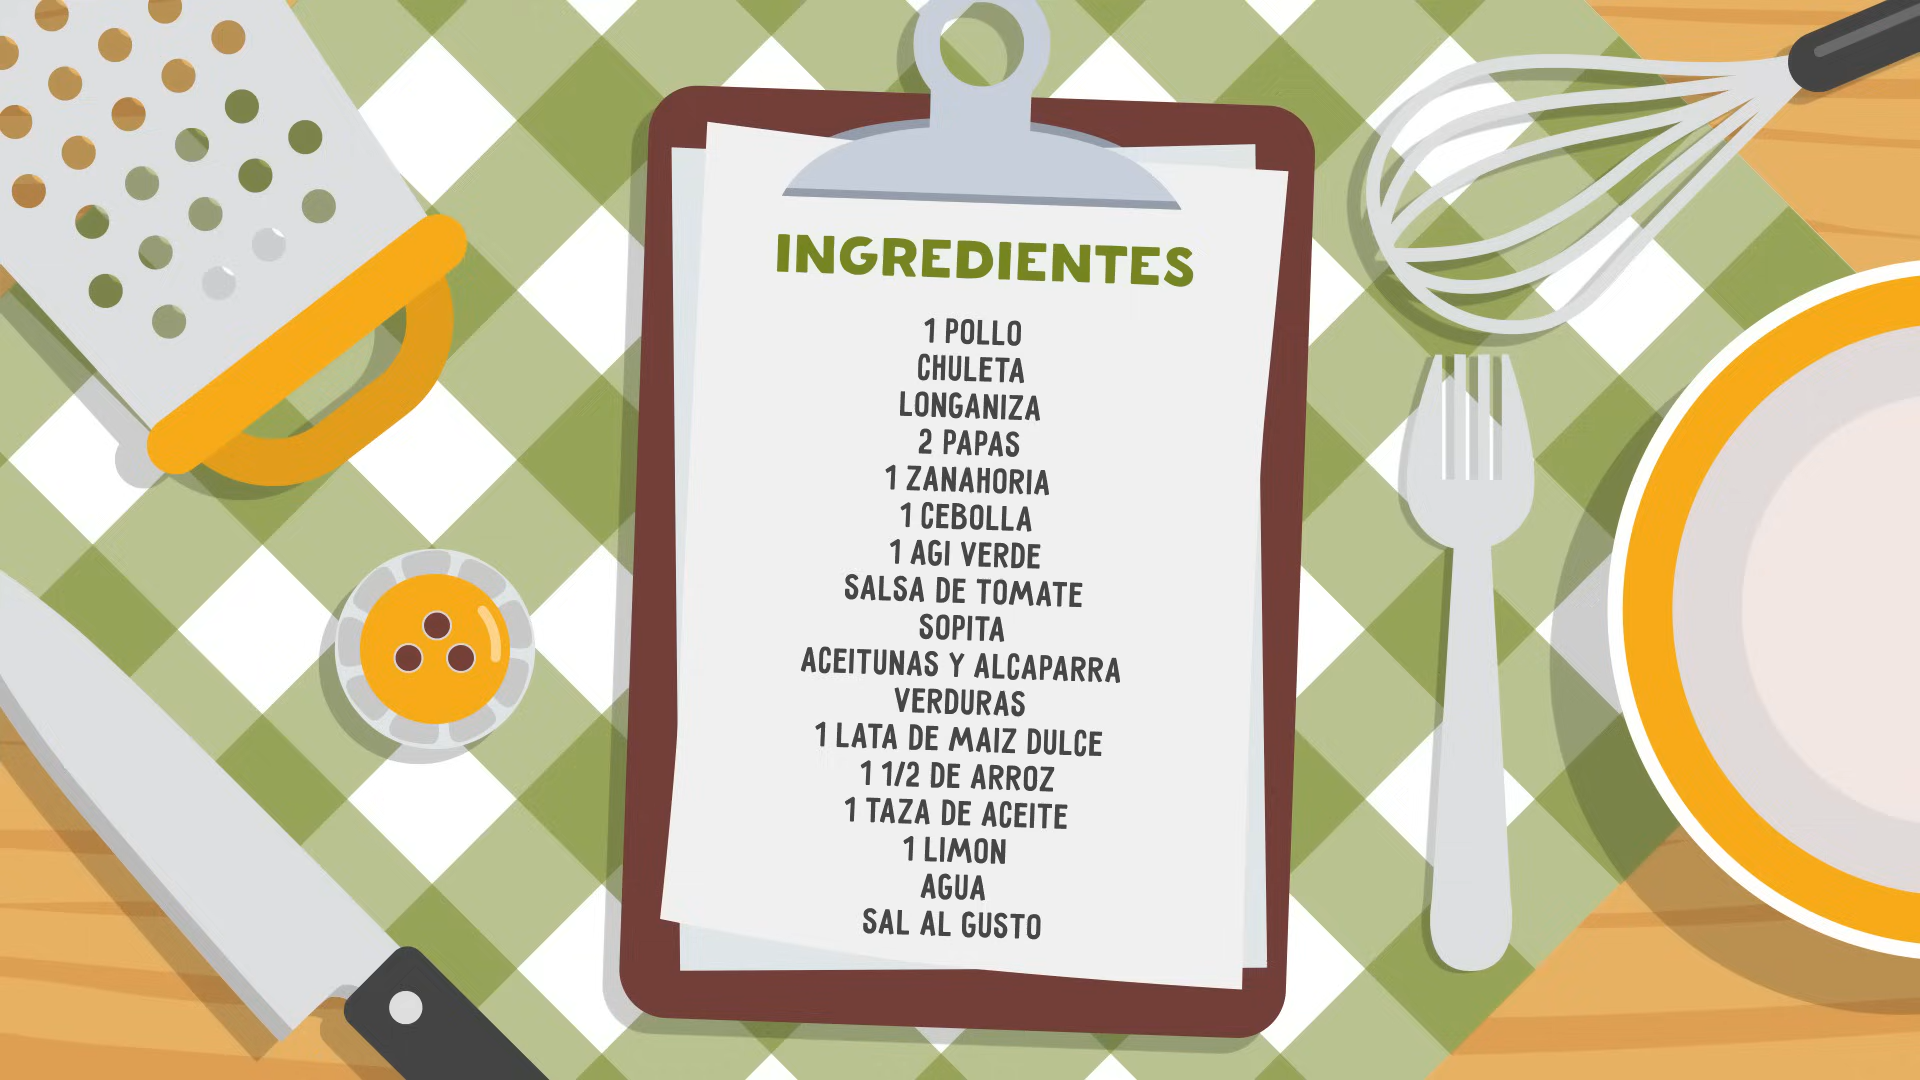 INGREDIENTES
1 POLLO
CHULETA
LONGANIZA
2 PAPAS
1 ZANAHORIA
1 CEBOLLA
1 AGI VERDE
SALSA DE TOMATE
SOPITA
ACEITUNAS Y ALCAPARRA
VERDURAS
1 LATA DE MAIZ DULCE
1 1/2 DE ARROZ
1 TAZA DE ACEITE
1 LIMON
AGUA
SAL AL GUSTO